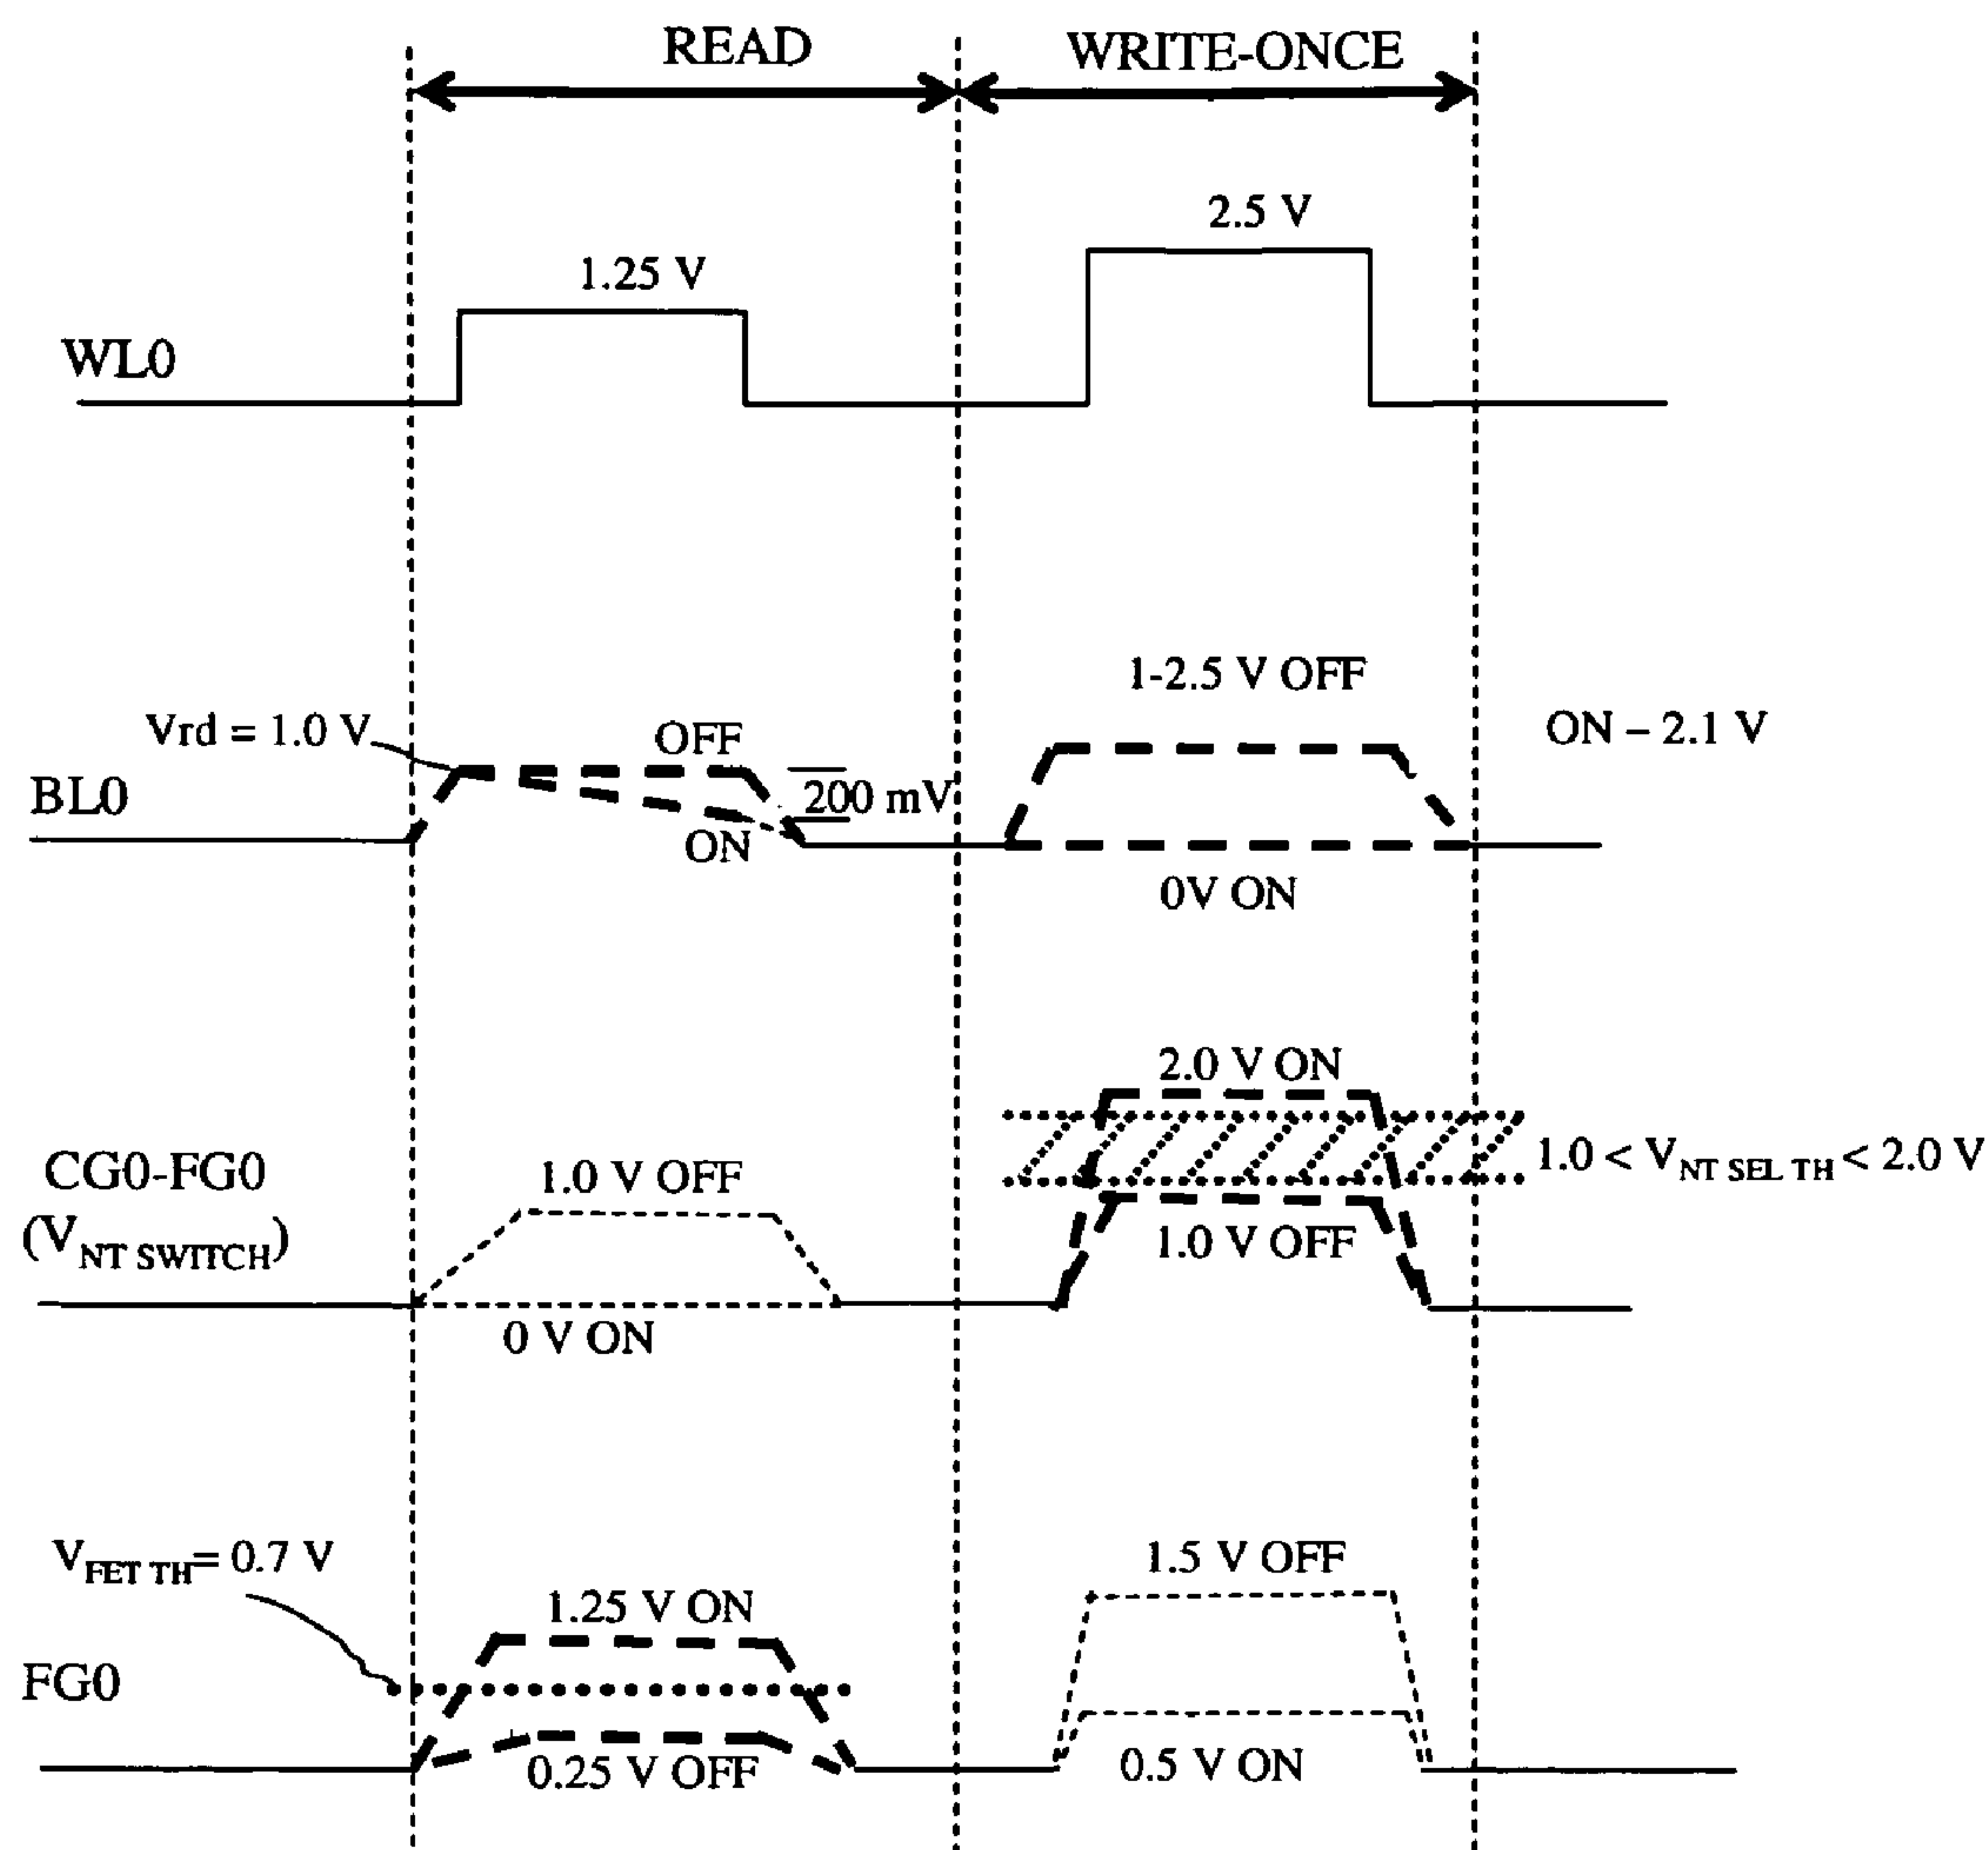 READ
WRITE-ONCE
2.5 V
1.25 V
WL0
1-2.5 V OFF
Vrd = 1.0 V
OFF
ON – 2.1 V
BL0
200 mV
ON
0V ON
2.0 V ON
CG0-FG0
1.0 V OFF
1.0 < V NT SEL TH < 2.0 V
(V NT SWITCH)
1.0 V OFF
0 V ON
V FET TH = 0.7 V
1.5 V OFF
1.25 V ON
FG0
0.25 V OFF
0.5 V ON